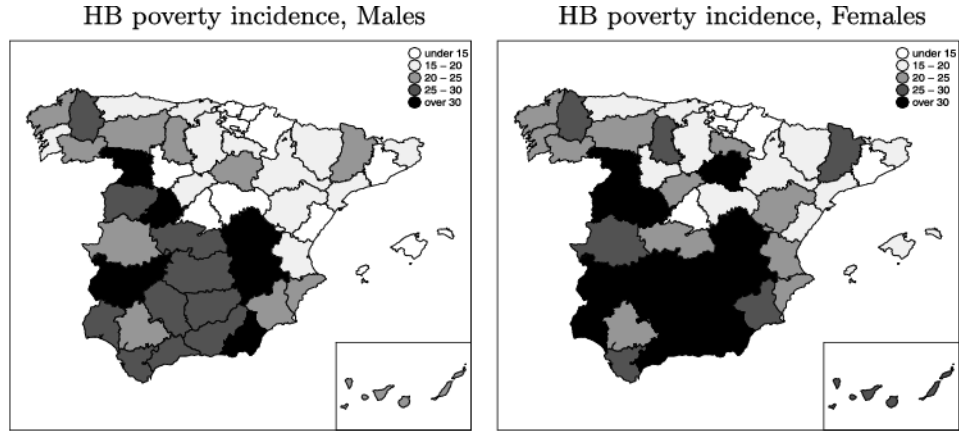 HB poverty incidence, Males
under 15
15 – 20
20 – 25
25 – 30
over 30
HB poverty incidence, Females
under 15
15 – 20
20 – 25
25 – 30
over 30